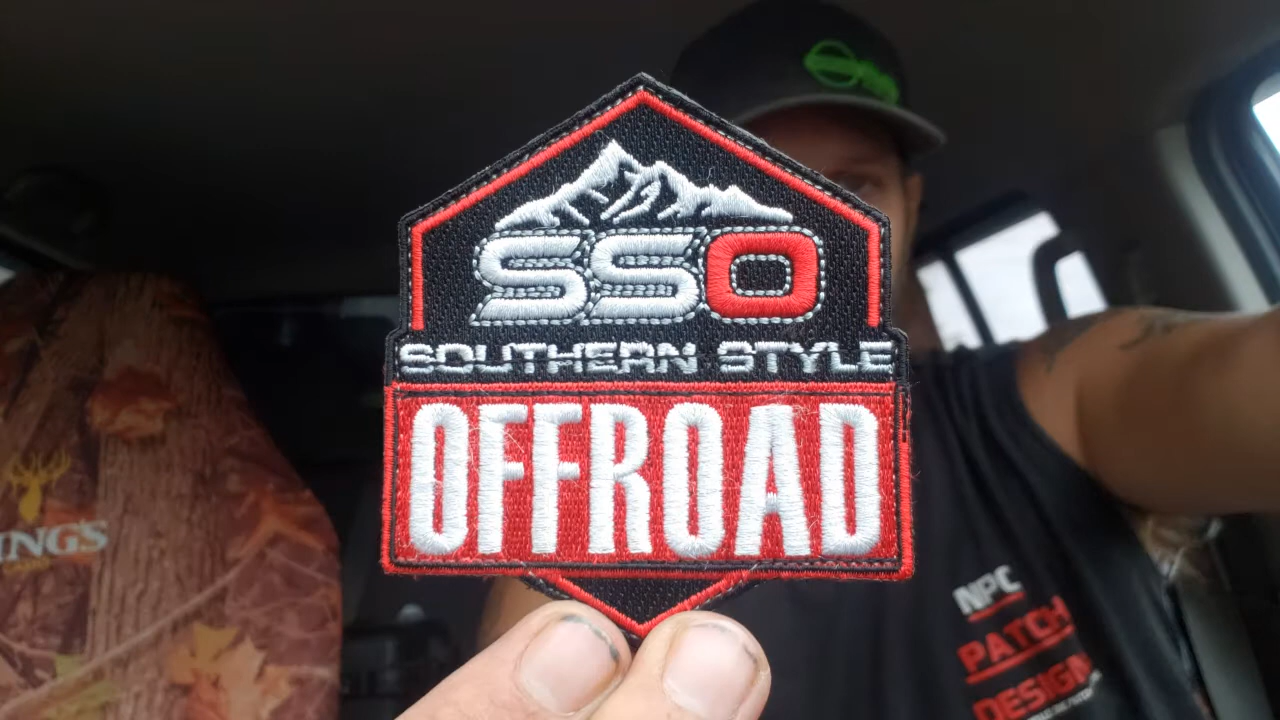 SSO
SOUTHERN STYLE
OFFROAD
NPC
PATCH
DESIGN